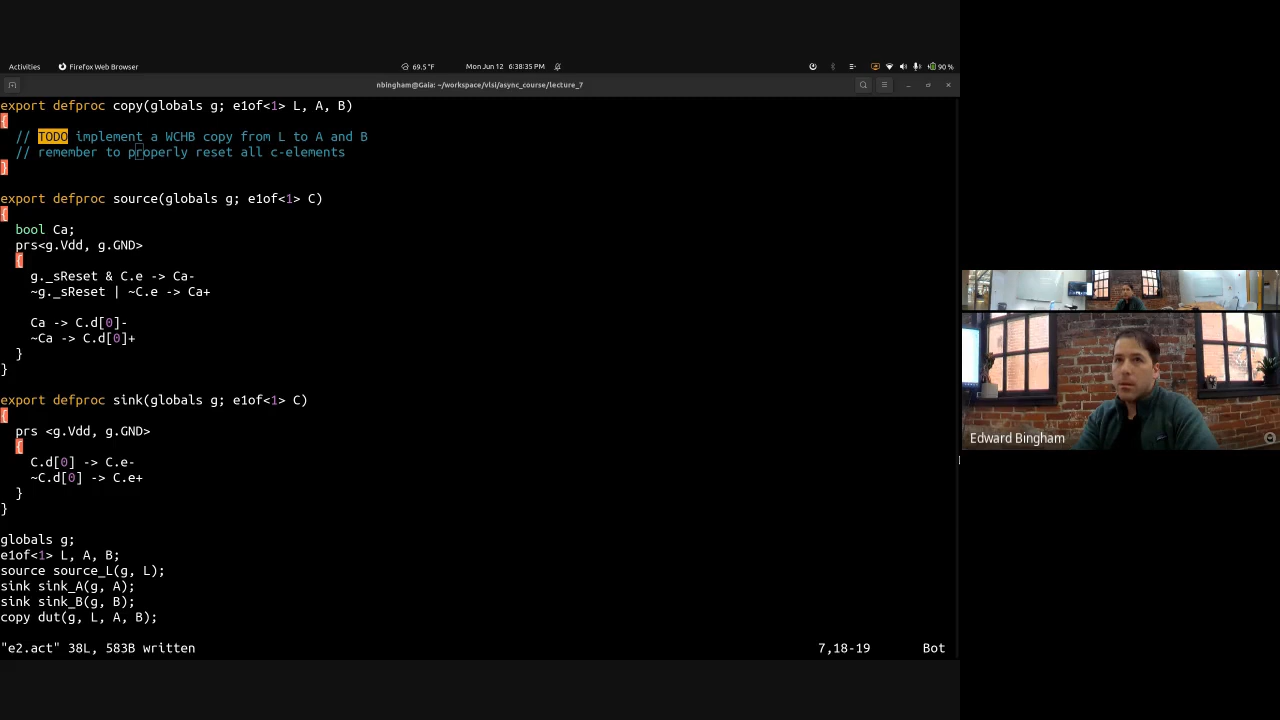 Activities
Firefox Web Browser
69.5 °F
Mon Jun 12 6:38:35 PM
90 %
nbingham@Gala: ~/workspace/vlsi/async_course/lecture_7
export defproc copy(globals g; e1of<1> L, A, B)
{
// TODO implement a WCHB copy from L to A and B
// remember to properly reset all c-elements
}
export defproc source(globals g; e1of<1> C)
{
bool Ca;
prs<g.Vdd, g.GND>
{
g._sReset & C.e -> Ca-
~g._sReset | ~C.e -> Ca+
Ca -> C.d[0]-
~Ca -> C.d[0]+
}
}
export defproc sink(globals g; e1of<1> C)
{
prs <g.Vdd, g.GND>
{
C.d[0] -> C.e-
~C.d[0] -> C.e+
}
}
globals g;
e1of<1> L, A, B;
source source_L(g, L);
sink sink_A(g, A);
sink sink_B(g, B);
copy dut(g, L, A, B);
"e2.act" 38L, 583B written
7,18-19
Bot
Edward Bingham